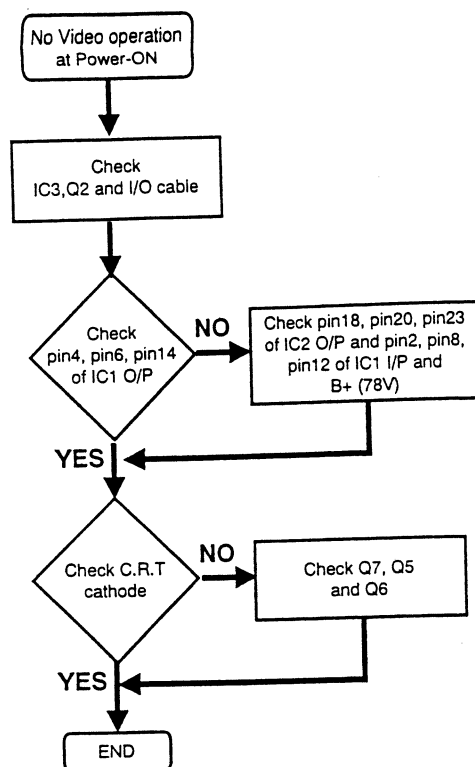 No Video operation
at Power-ON
Check
IC3,Q2 and I/O cable
Check
pin4, pin6, pin14
of IC1 O/P
NO
Check pin18, pin20, pin23
of IC2 O/P and pin2, pin8,
pin12 of IC1 I/P and
B+ (78V)
YES
Check C.R.T
cathode
NO
Check Q7, Q5
and Q6
YES
END